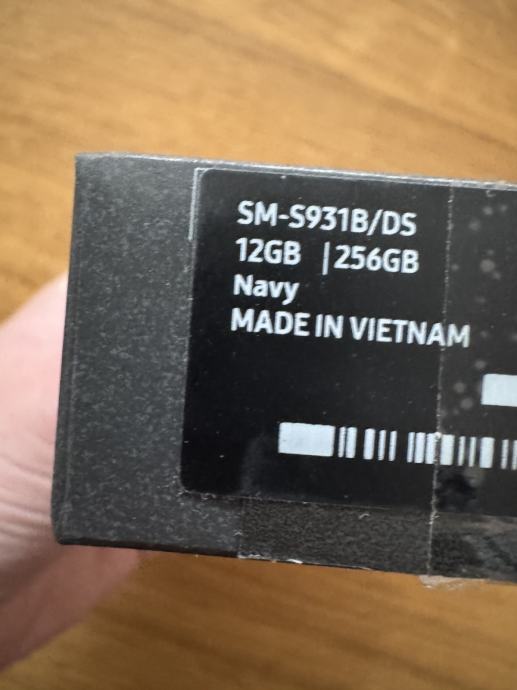 SM-S931B/DS
12GB | 256GB
Navy
MADE IN VIETNAM